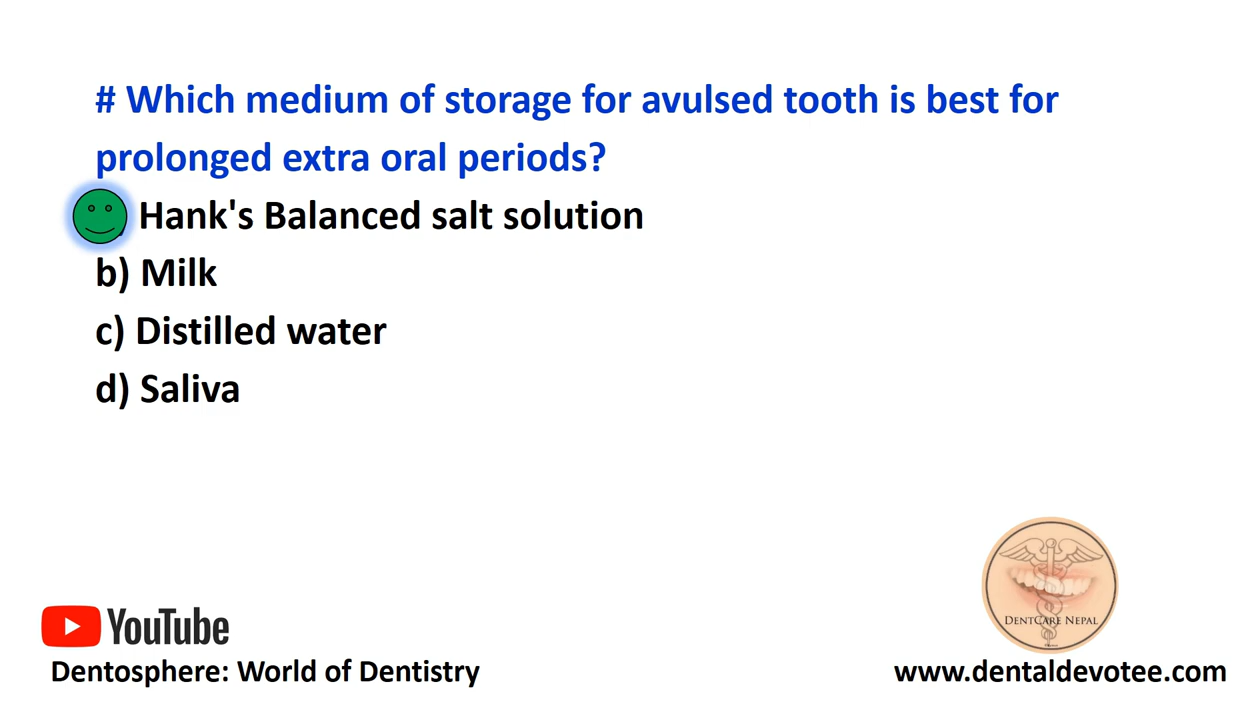 # Which medium of storage for avulsed tooth is best for
prolonged extra oral periods?
Hank's Balanced salt solution
b) Milk
c) Distilled water
d) Saliva
DentCare Nepal
YouTube
Dentosphere: World of Dentistry
www.dentaldevotee.com